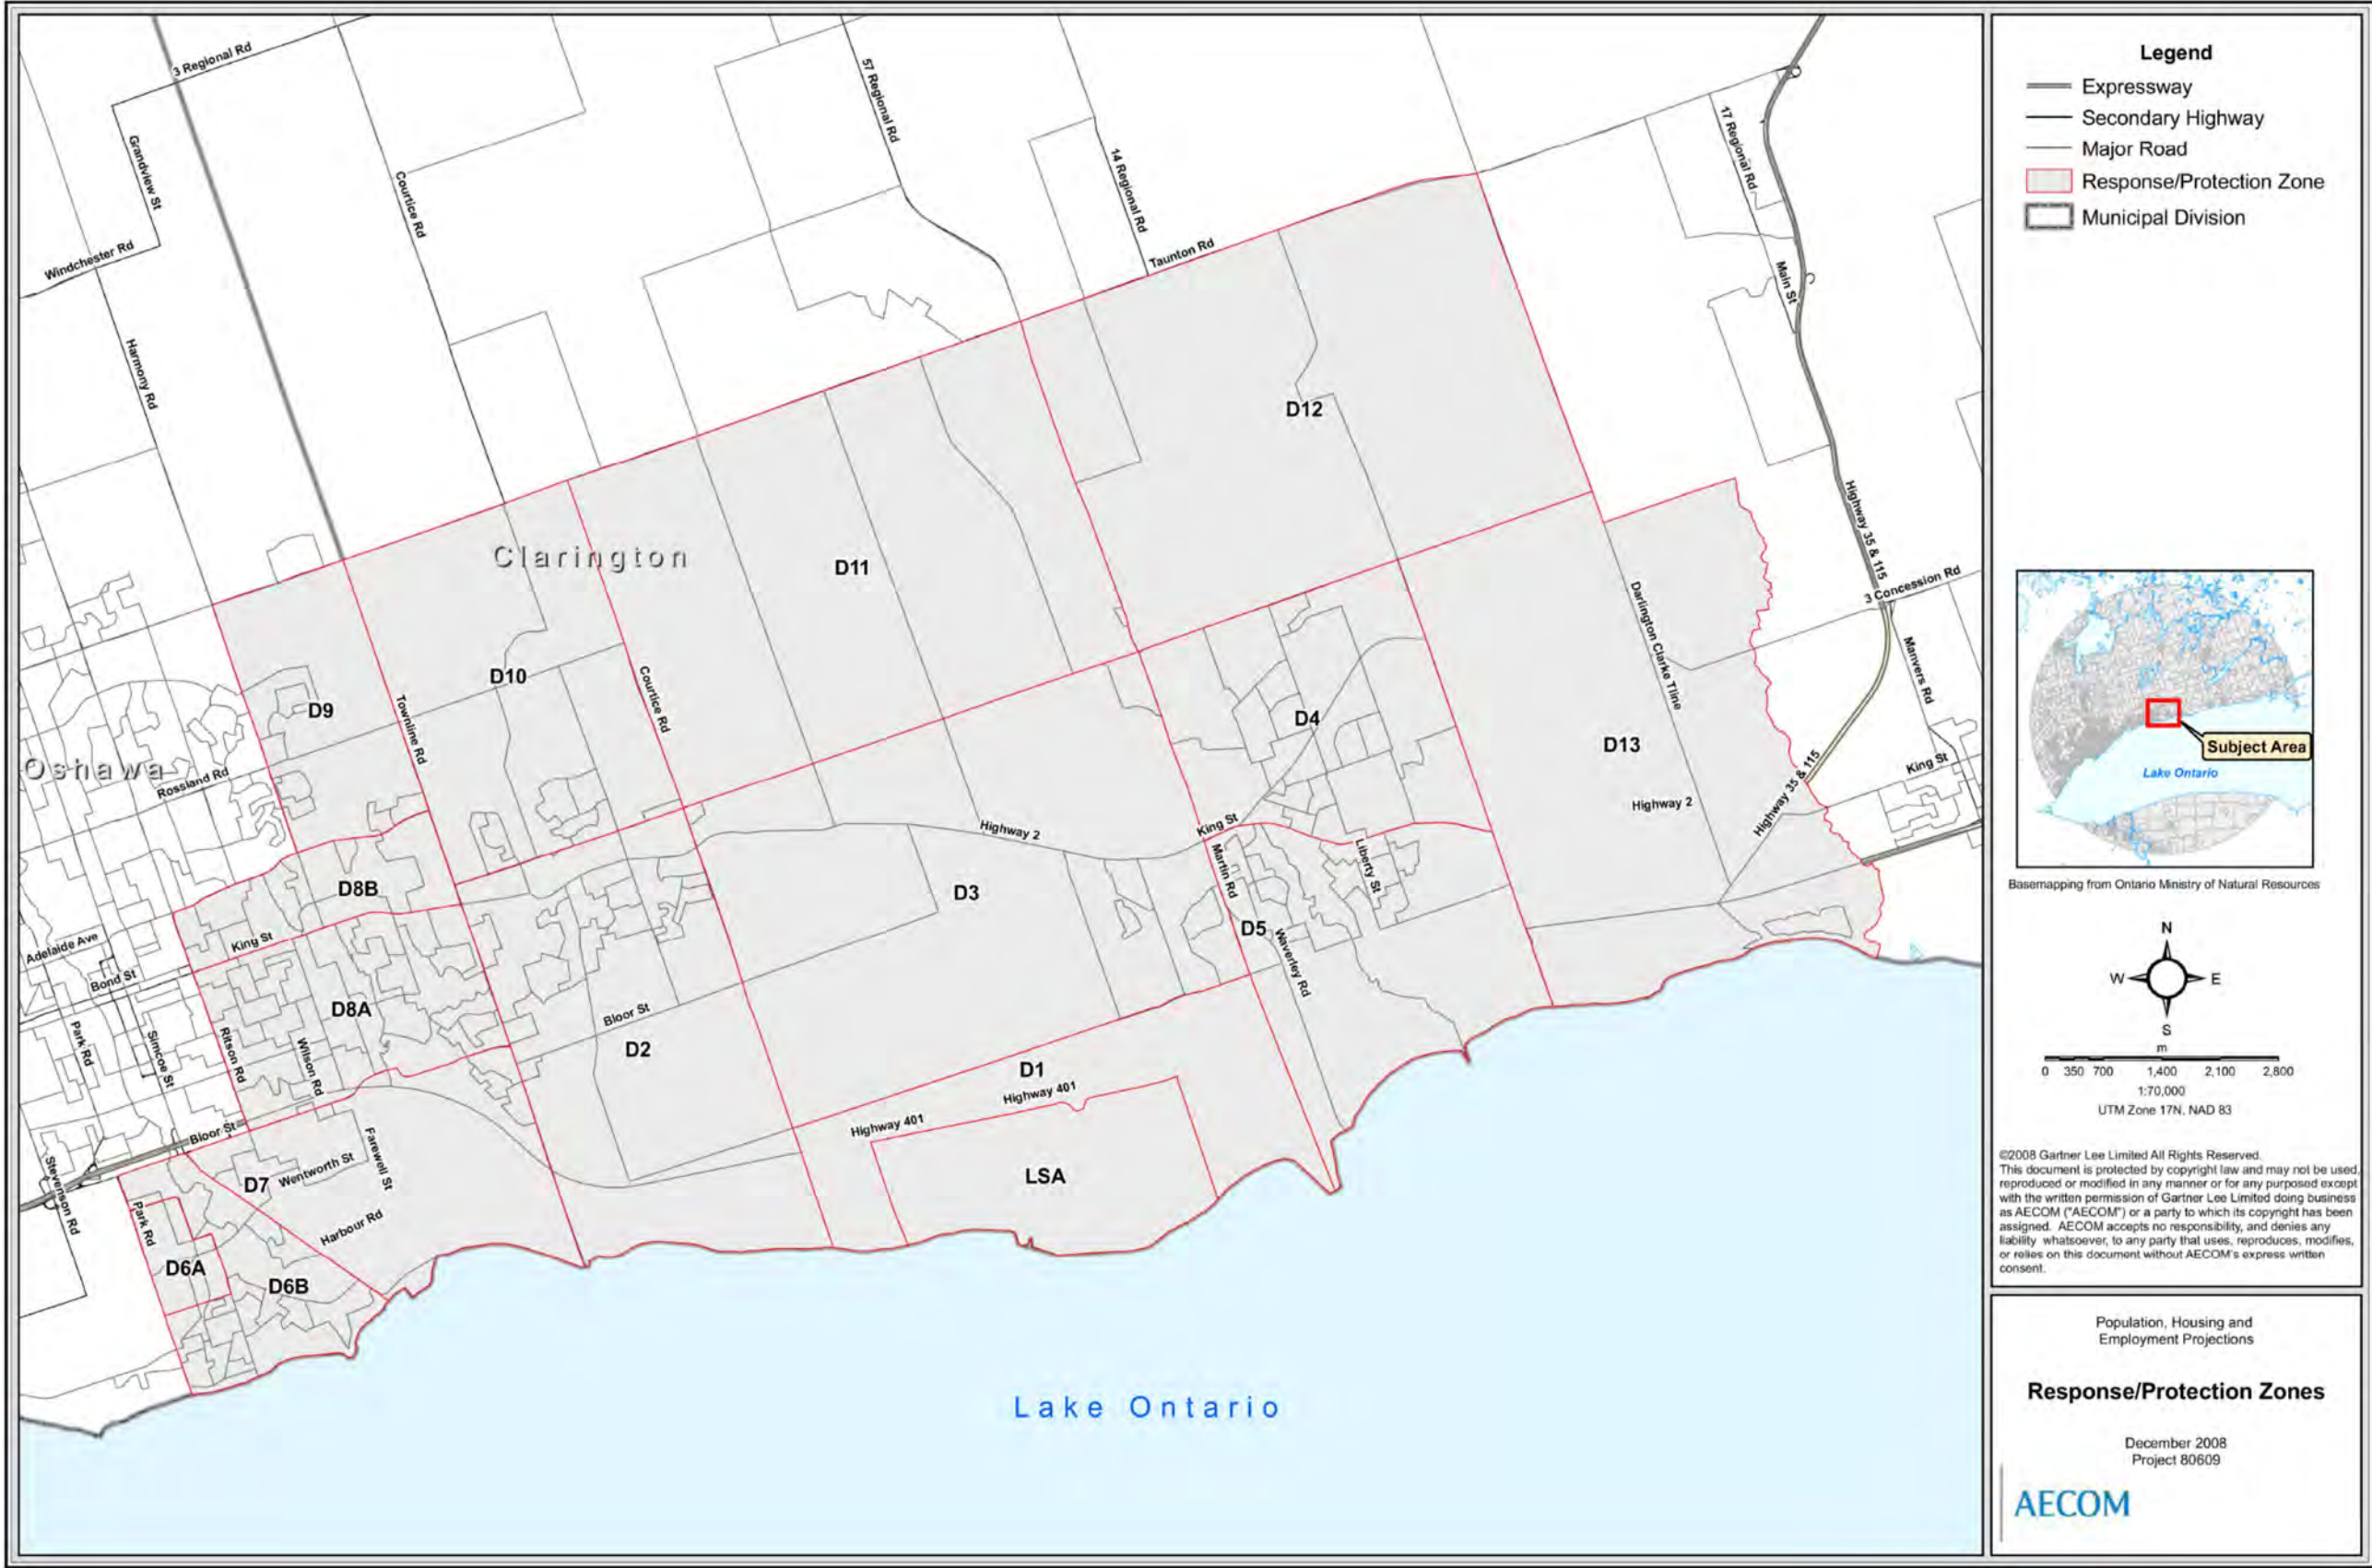 3 Regional Rd
57 Regional Rd
Grandview St
17 Regional Rd
14 Regional Rd
Courtice Rd
Windchester Rd
Taunton Rd
Main St
Harmony Rd
D12
Highway 35 & 115
Clarington
D11
3 Concession Rd
Darlington Clarke Tline
Manvers Rd
D10
Courtice Rd
D9
Townline Rd
D4
D13
Oshawa
Rossland Rd
King St
Highway 2
Highway 35 & 115
King St
Highway 2
Martin Rd
Liberty St
D8B
D3
Adelaide Ave
King St
D5
Waverley Rd
Bond St
D8A
Bloor St
Park Rd
Simcoe St
Ritson Rd
Wilson Rd
D2
D1
Highway 401
Highway 401
Bloor St
Farewell St
Stevenson Rd
D7
Wentworth St
LSA
Park Rd
Harbour Rd
D6A
D6B
Lake Ontario
Legend
Expressway
Secondary Highway
Major Road
Response/Protection Zone
Municipal Division
Subject Area
Lake Ontario
Basemapping from Ontario Ministry of Natural Resources
N
W E
S
m
0 350 700 1,400 2,100 2,800
1:70,000
UTM Zone 17N, NAD 83
©2008 Gartner Lee Limited All Rights Reserved.
This document is protected by copyright law and may not be used,
reproduced or modified in any manner or for any purposed except
with the written permission of Gartner Lee Limited doing business
as AECOM ("AECOM") or a party to which its copyright has been
assigned. AECOM accepts no responsibility, and denies any
liability whatsoever, to any party that uses, reproduces, modifies,
or relies on this document without AECOM's express written
consent.
Population, Housing and
Employment Projections
Response/Protection Zones
December 2008
Project 80609
AECOM